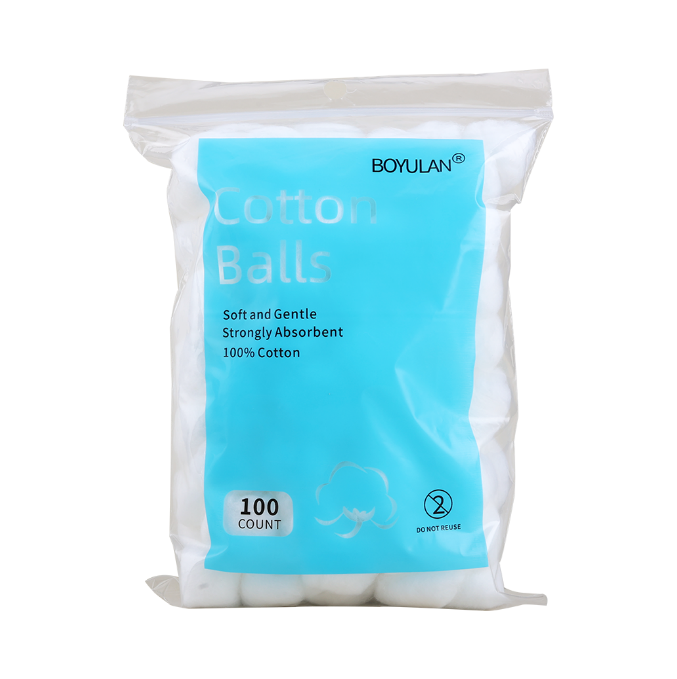 BOYULAN®
Cotton
Balls
Soft and Gentle
Strongly Absorbent
100% Cotton
100
COUNT
2
DO NOT REUSE